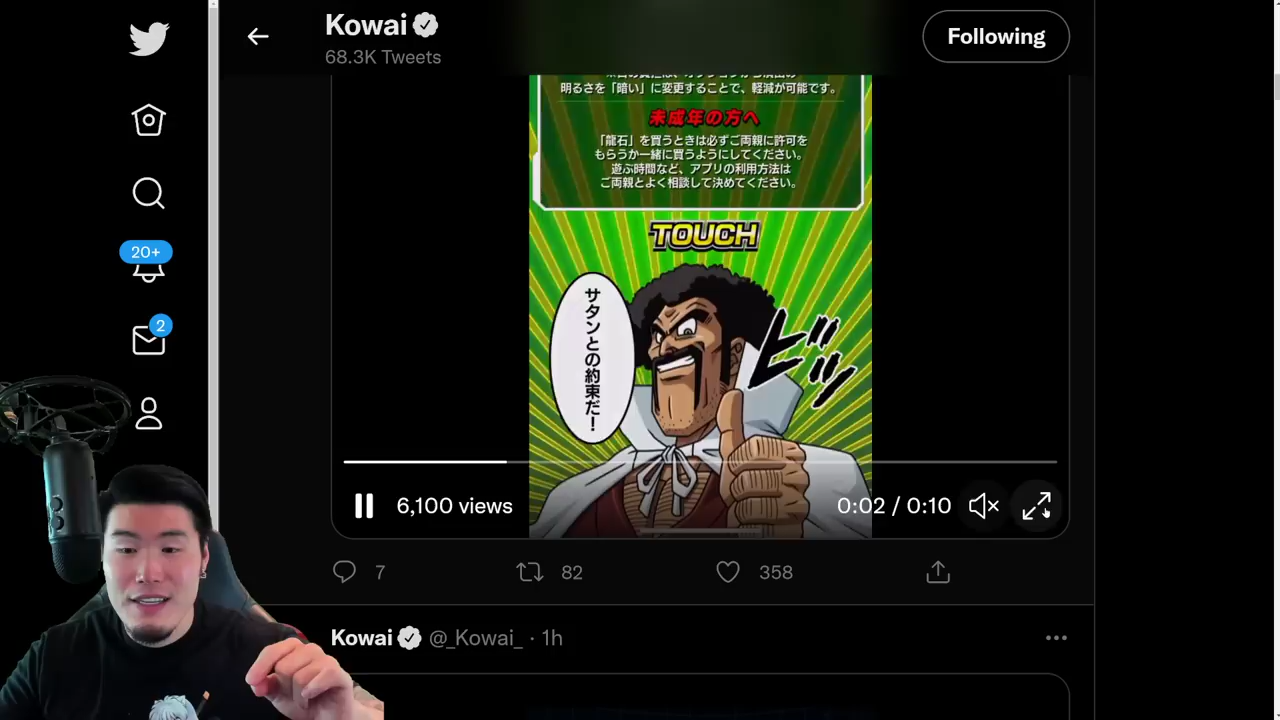 Kowai
68.3K Tweets
Following
明るさを「暗い」に変更することで、軽減が可能です。
未成年の方へ
「龍石」を買うときは必ずご両親に許可を
もらうか一緒に買うようにしてください。
遊ぶ時間など、アプリの利用方法は
ご両親とよく相談して決めてください。
TOUCH
サタンとの約束だ!
ビッ
20+
2
6,100 views
0:02 / 0:10
7
82
358
Kowai @_Kowai_ · 1h